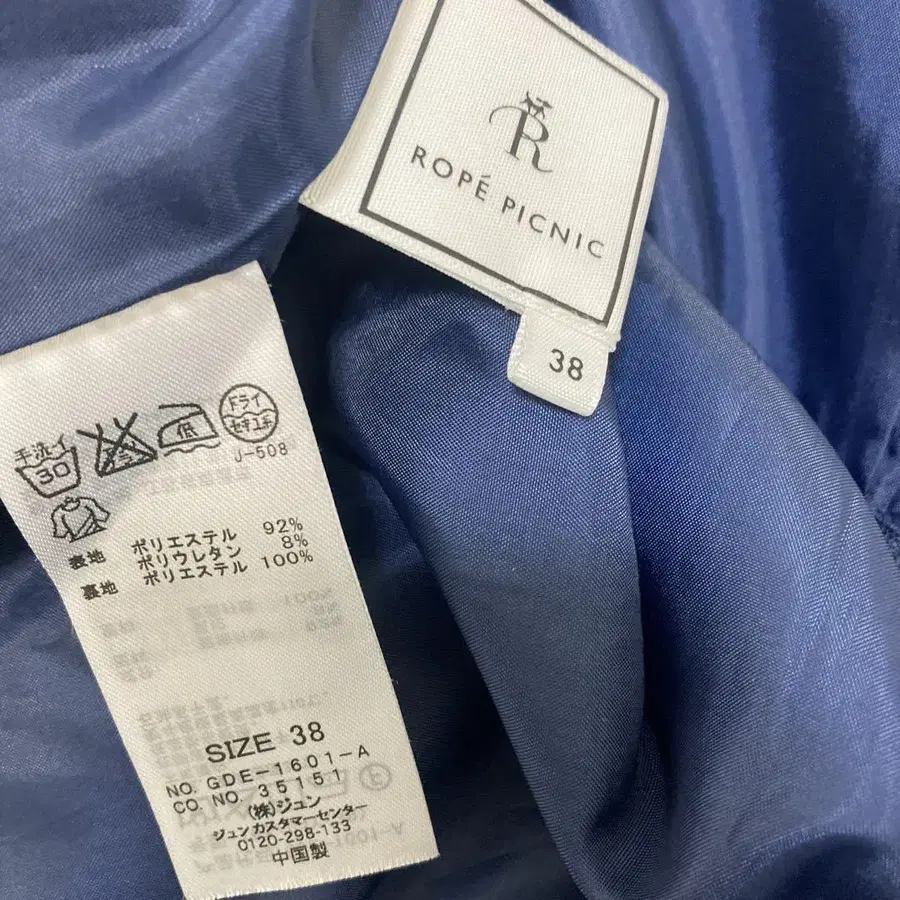 R
ROPÉ PICNIC
38
手洗イ
30
低
ドライ
セキユ系
J-508
表地 ポリエステル 92%
ポリウレタン 8%
裏地 ポリエステル 100%
SIZE 38
NO. GDE-1601-A
CO. NO. 35151
(株)ジュン
ジュンカスタマーセンター
0120-298-133
中国製